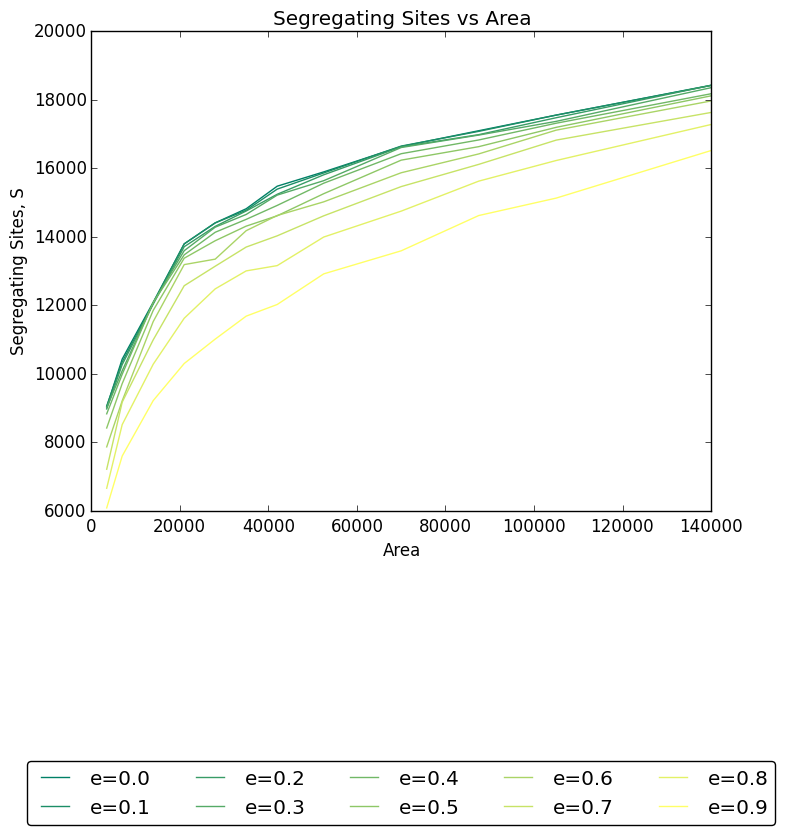 Segregating Sites vs Area
20000
18000
16000
14000
12000
10000
8000
6000
Segregating Sites, S
0 20000 40000 60000 80000 100000 120000 140000
Area
e=0.0 e=0.2 e=0.4 e=0.6 e=0.8
e=0.1 e=0.3 e=0.5 e=0.7 e=0.9